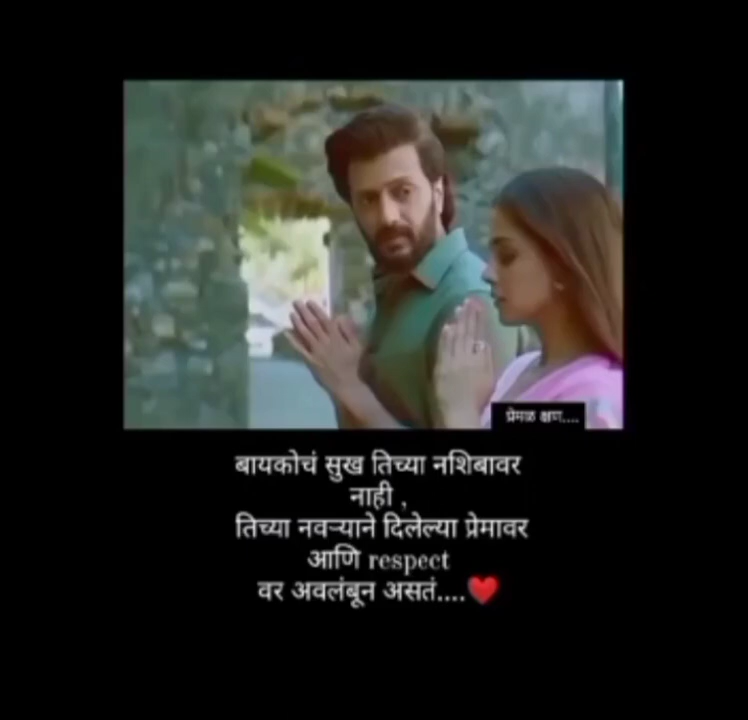 प्रेमळ क्षण....
बायकोचं सुख तिच्या नशिबावर
नाही ,
तिच्या नवऱ्याने दिलेल्या प्रेमावर
आणि respect
वर अवलंबून असतं....❤️